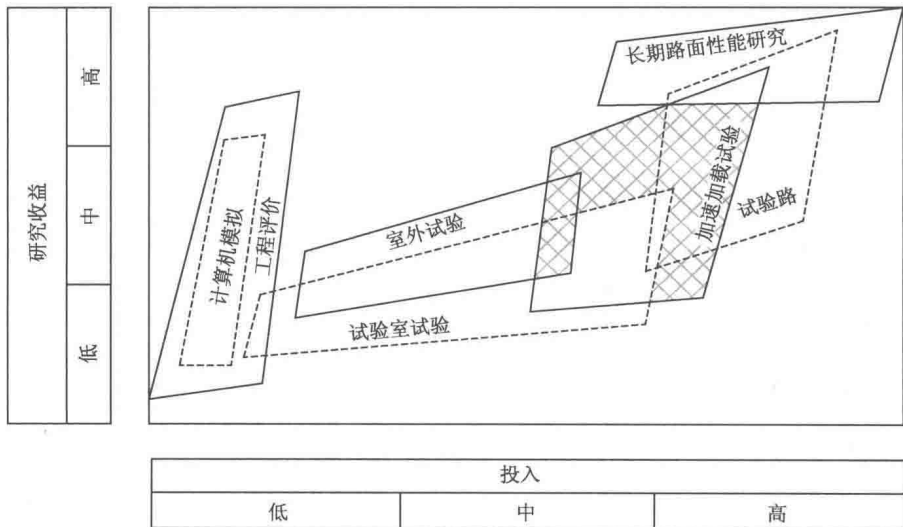 研究收益
高
中
低
长期路面性能研究
加速加载试验
试验路
室外试验
计算机模拟
工程评价
试验室试验
投入
低
中
高